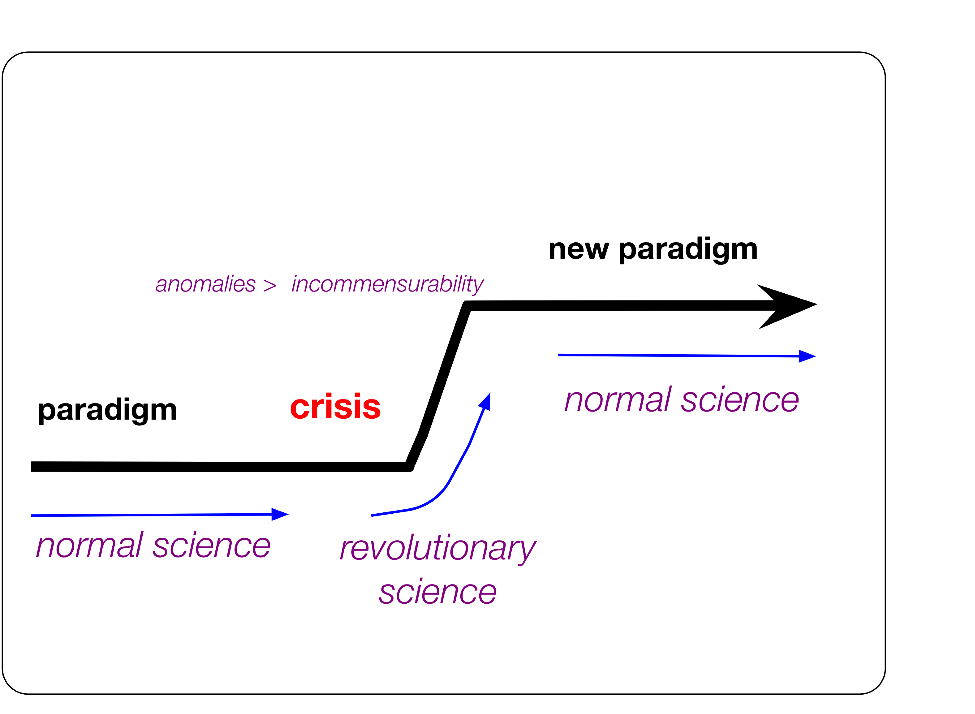 new paradigm
anomalies > incommensurability
paradigm
crisis
normal science
normal science
revolutionary
science